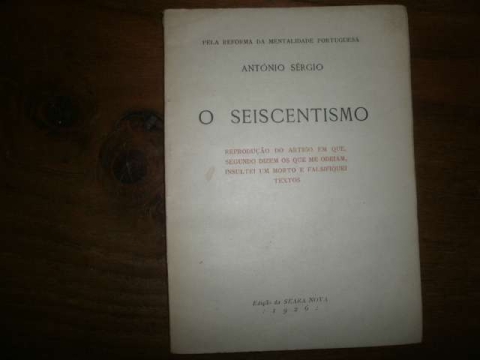 PELA REFORMA DA MENTALIDADE PORTUGUESA
ANTÓNIO SÉRGIO
O SEISCENTISMO
REPRODUÇÃO DO ARTIGO EM QUE,
SEGUNDO DIZEM OS QUE ME ODEIAM,
INSULTEI UM MORTO E FALSIFIQUEI
TEXTOS
Edição da SEARA NOVA
1926